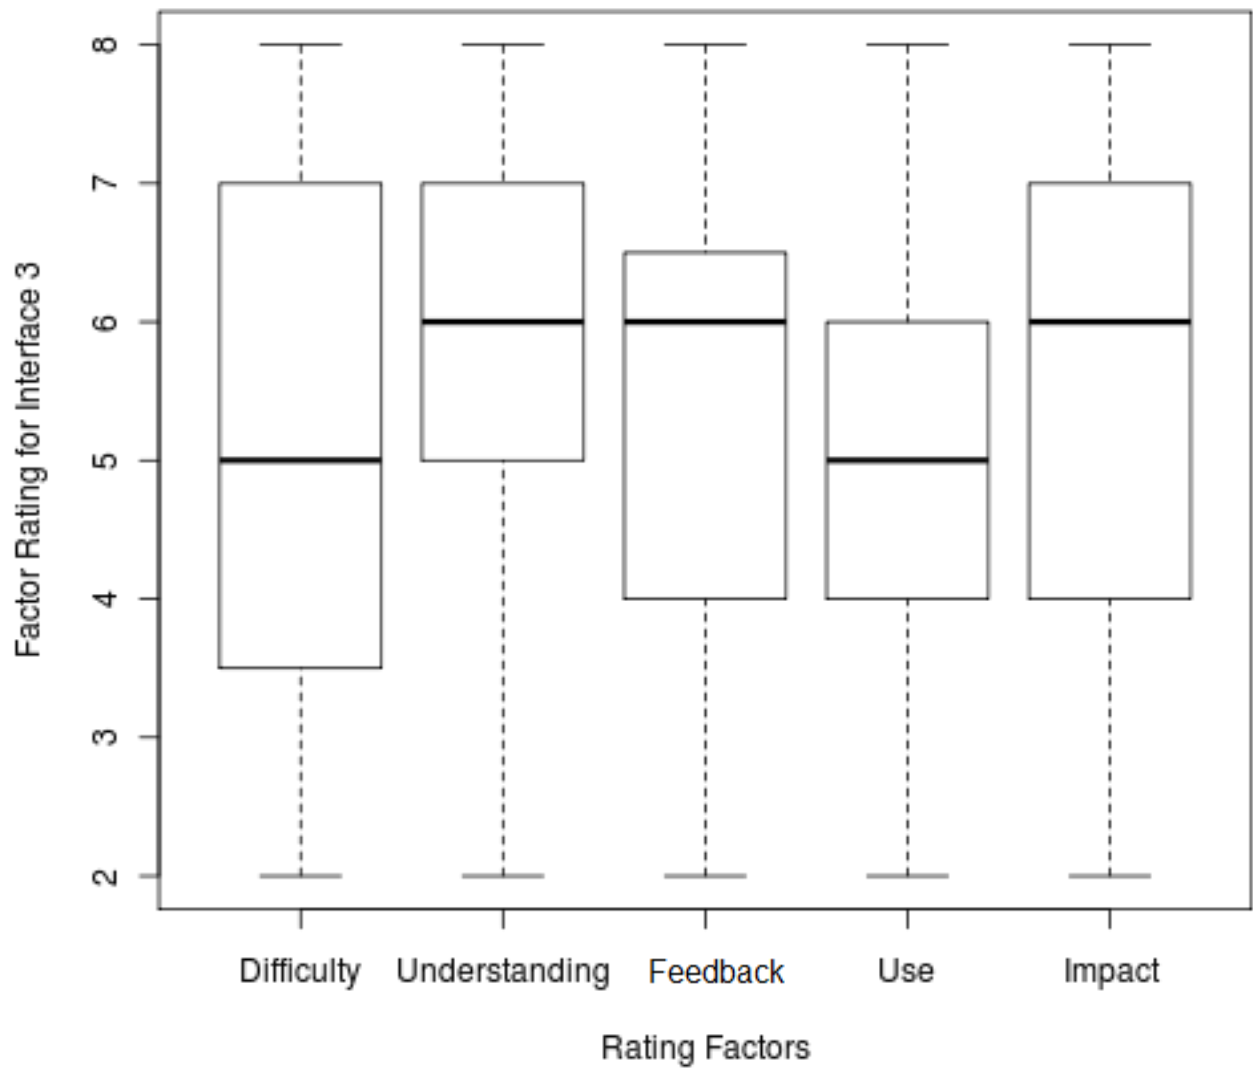 Factor Rating for Interface 3
8
7
6
5
4
3
2
Difficulty Understanding Feedback Use Impact
Rating Factors